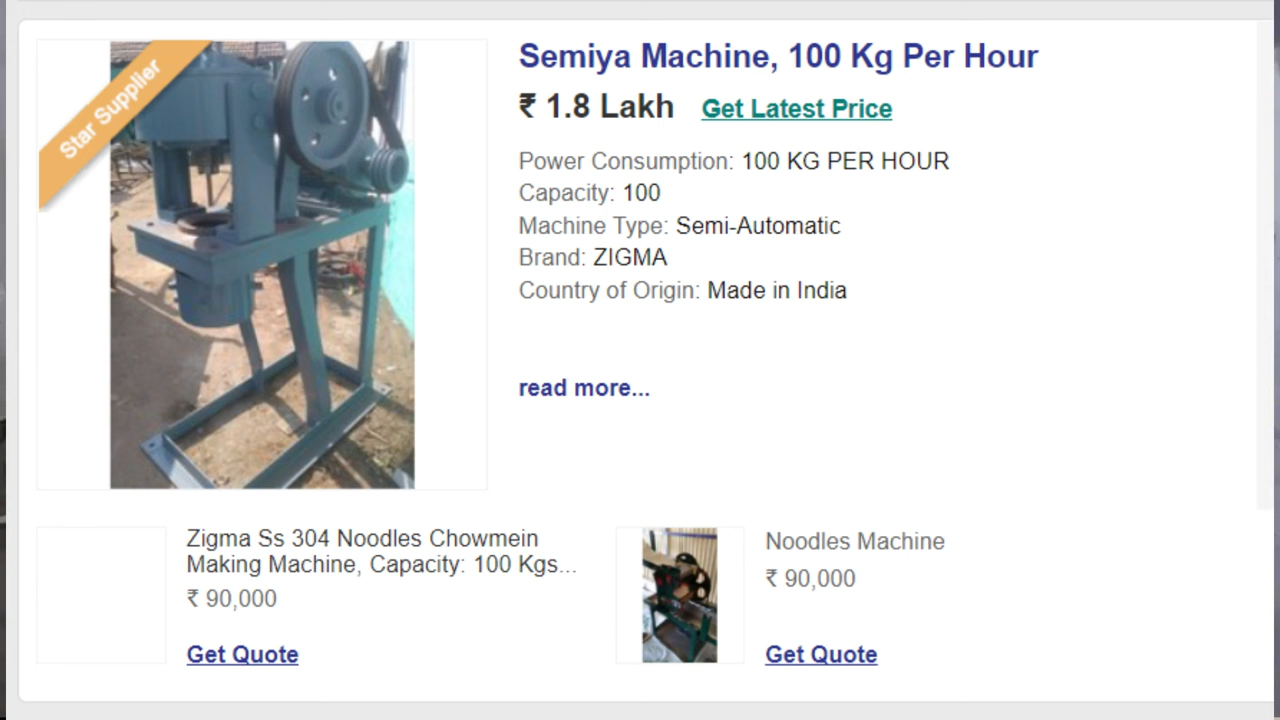 Star Supplier
Semiya Machine, 100 Kg Per Hour
₹ 1.8 Lakh Get Latest Price
Power Consumption: 100 KG PER HOUR
Capacity: 100
Machine Type: Semi-Automatic
Brand: ZIGMA
Country of Origin: Made in India
read more...
Zigma Ss 304 Noodles Chowmein
Making Machine, Capacity: 100 Kgs...
₹ 90,000
Get Quote
Noodles Machine
₹ 90,000
Get Quote